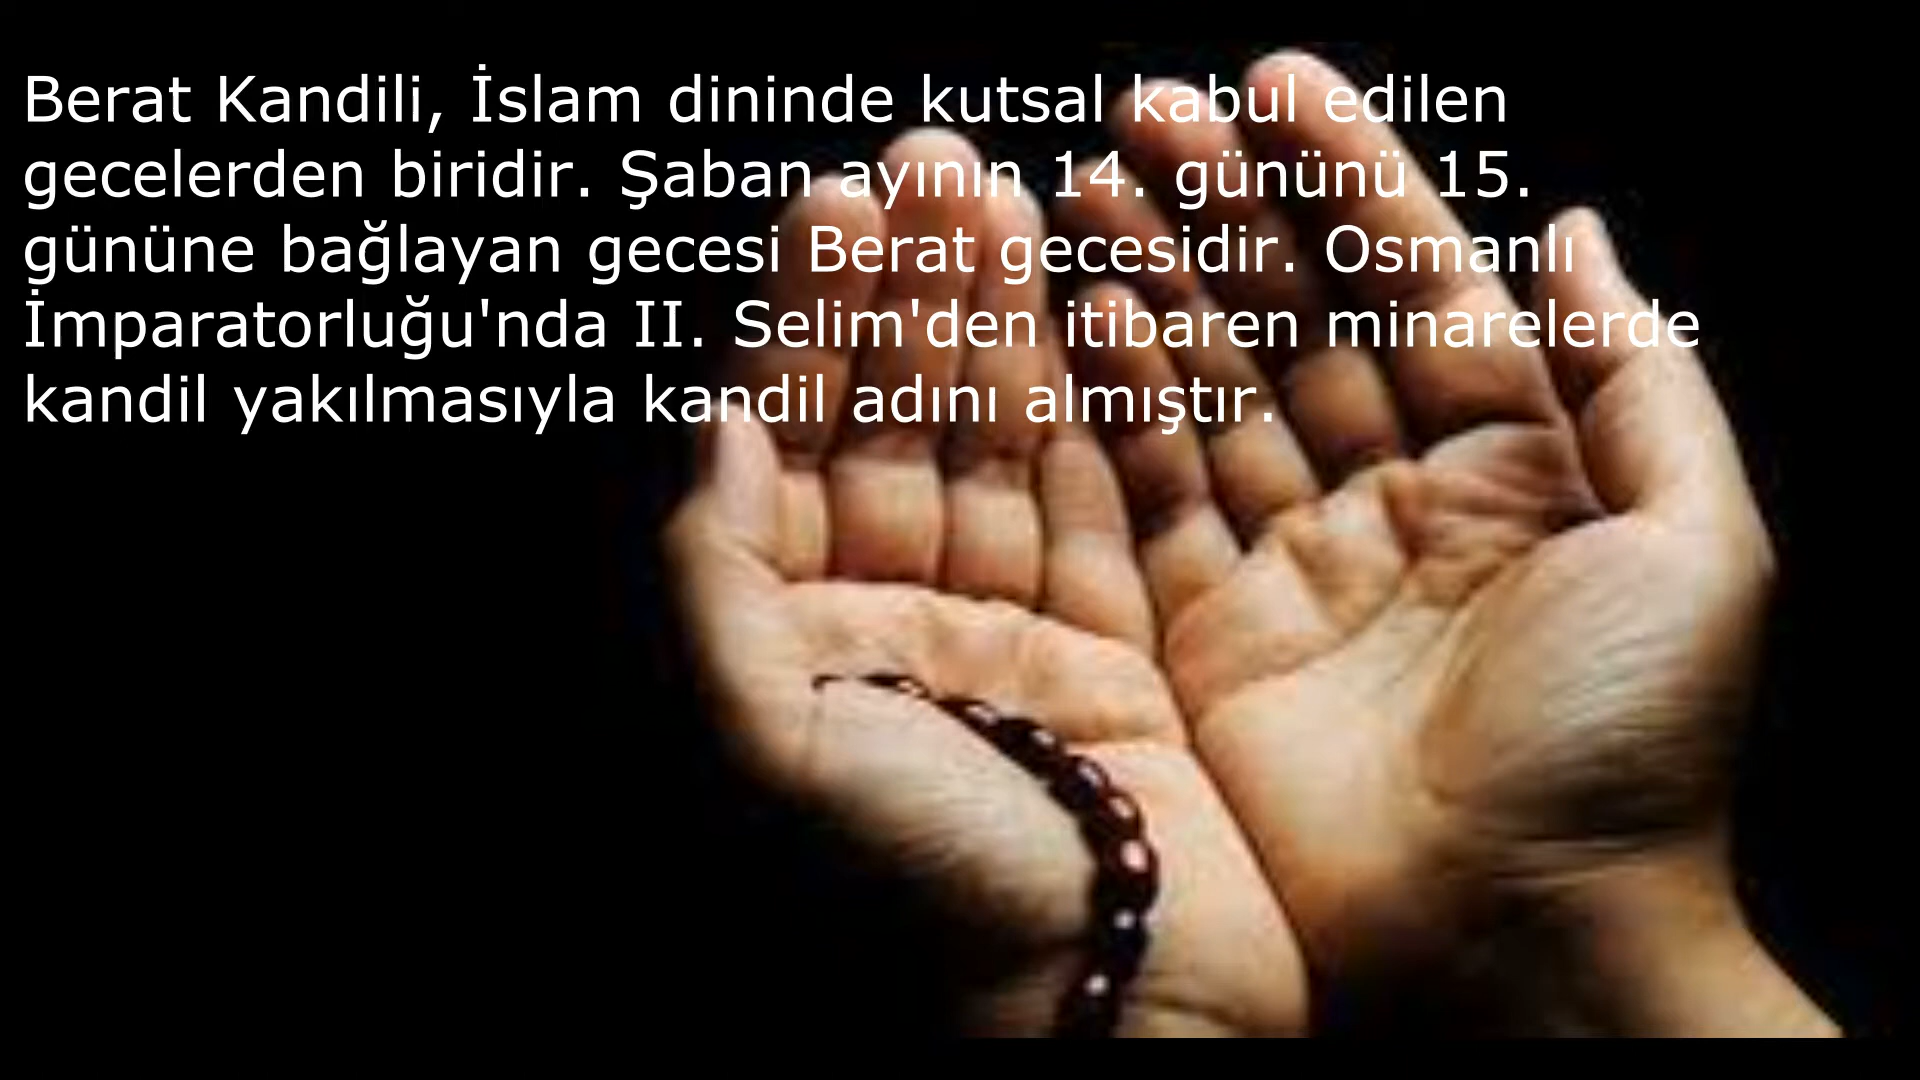 Berat Kandili, İslam dininde kutsal kabul edilen
gecelerden biridir. Şaban ayının 14. gününü 15.
gününe bağlayan gecesi Berat gecesidir. Osmanlı
İmparatorluğu'nda II. Selim'den itibaren minarelerde
kandil yakılmasıyla kandil adını almıştır.